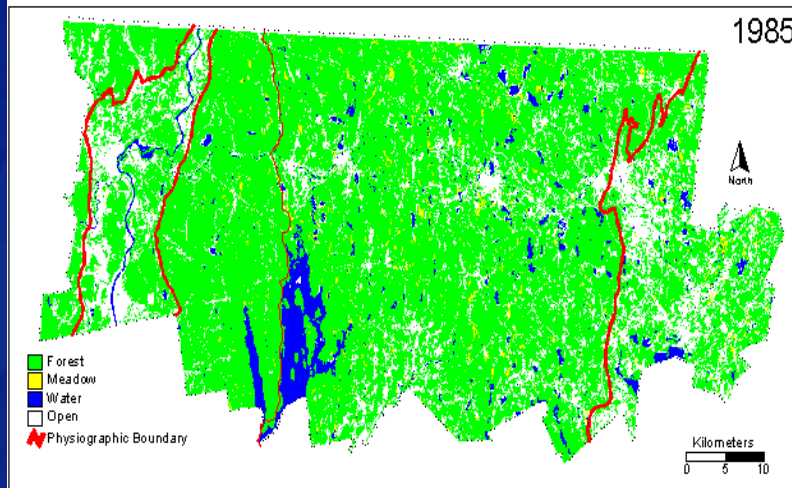 1985
North
Forest
Meadow
Water
Open
Physiographic Boundary
Kilometers
0 5 10